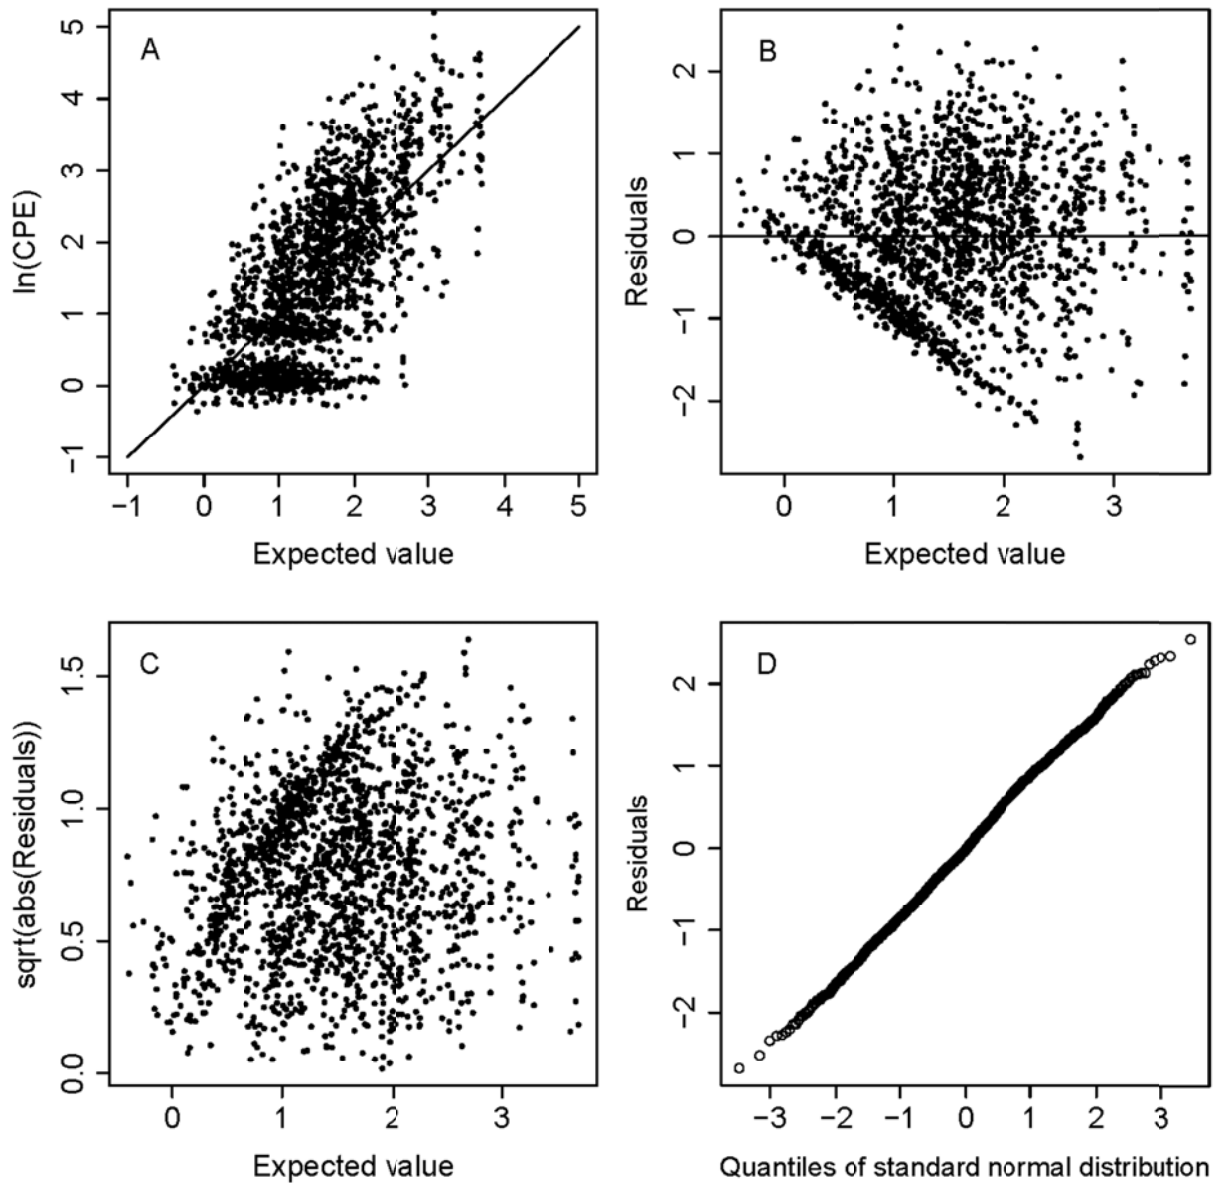 A
ln(CPE)
5
4
3
2
1
0
−1
−1 0 1 2 3 4 5
Expected value
B
Residuals
2
1
0
−1
−2
0 1 2 3
Expected value
C
sqrt(abs(Residuals))
1.5
1.0
0.5
0.0
0 1 2 3
Expected value
D
Residuals
2
1
0
−1
−2
−3 −2 −1 0 1 2 3
Quantiles of standard normal distribution